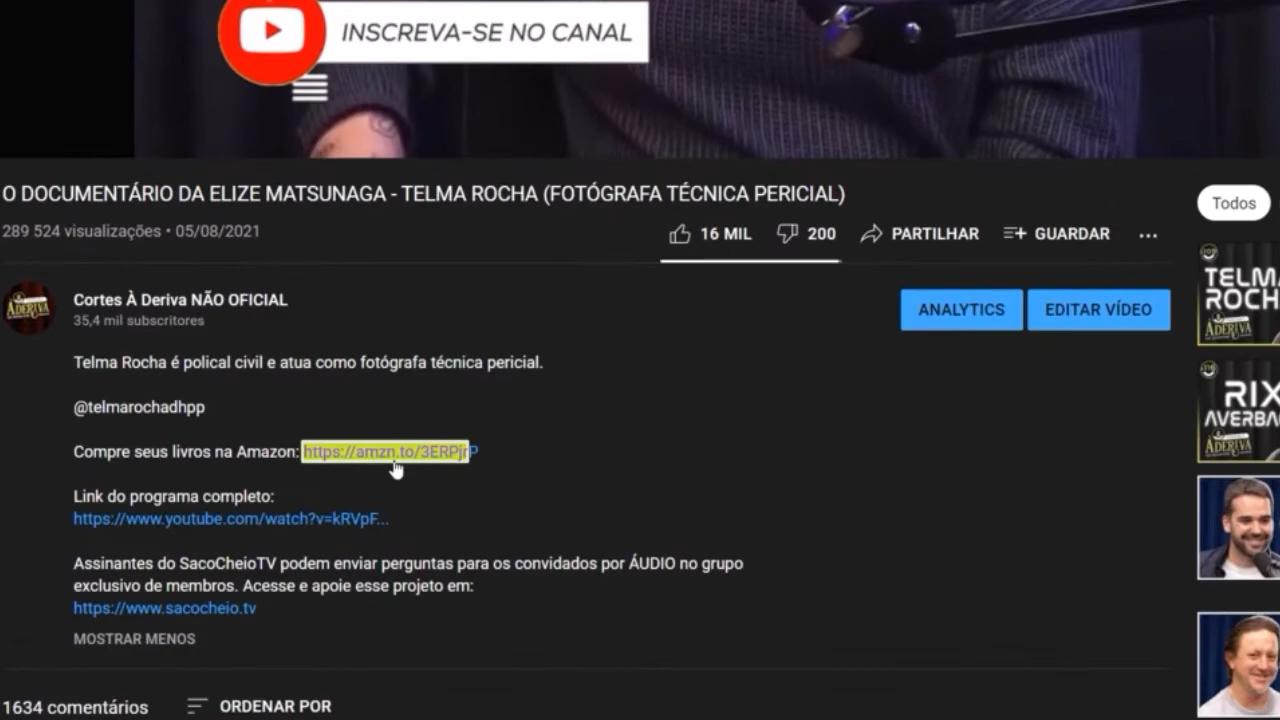 INSCREVA-SE NO CANAL
O DOCUMENTÁRIO DA ELIZE MATSUNAGA - TELMA ROCHA (FOTÓGRAFA TÉCNICA PERICIAL)
289 524 visualizações • 05/08/2021
16 MIL 200 PARTILHAR GUARDAR ...
Todos
Cortes À Deriva NÃO OFICIAL
35,4 mil subscritores
ANALYTICS EDITAR VÍDEO
Telma Rocha é polical civil e atua como fotógrafa técnica pericial.
@telmarochadhpp
Compre seus livros na Amazon: https://amzn.to/3ERPjrP
Link do programa completo:
https://www.youtube.com/watch?v=kRVpF...
Assinantes do SacoCheioTV podem enviar perguntas para os convidados por ÁUDIO no grupo
exclusivo de membros. Acesse e apoie esse projeto em:
https://www.sacocheio.tv
MOSTRAR MENOS
1634 comentários ORDENAR POR
ADERIVA
TELMA
ROCHA
ADERIVA
RIX
AVERBA
ADERIVA